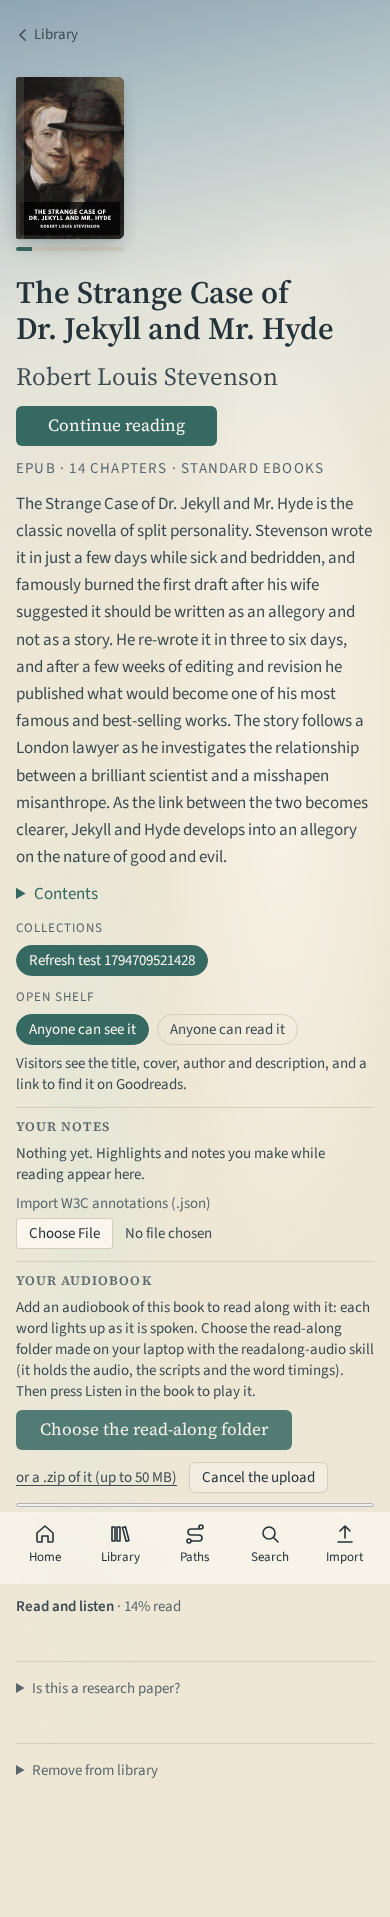 Library
THE STRANGE CASE OF
DR. JEKYLL AND MR. HYDE
ROBERT LOUIS STEVENSON
The Strange Case of
Dr. Jekyll and Mr. Hyde
Robert Louis Stevenson
Continue reading
EPUB · 14 CHAPTERS · STANDARD EBOOKS
The Strange Case of Dr. Jekyll and Mr. Hyde is the
classic novella of split personality. Stevenson wrote
it in just a few days while sick and bedridden, and
famously burned the first draft after his wife
suggested it should be written as an allegory and
not as a story. He re-wrote it in three to six days,
and after a few weeks of editing and revision he
published what would become one of his most
famous and best-selling works. The story follows a
London lawyer as he investigates the relationship
between a brilliant scientist and a misshapen
misanthrope. As the link between the two becomes
clearer, Jekyll and Hyde develops into an allegory
on the nature of good and evil.
Contents
COLLECTIONS
Refresh test 1794709521428
OPEN SHELF
Anyone can see it
Anyone can read it
Visitors see the title, cover, author and description, and a
link to find it on Goodreads.
YOUR NOTES
Nothing yet. Highlights and notes you make while
reading appear here.
Import W3C annotations (.json)
Choose File No file chosen
YOUR AUDIOBOOK
Add an audiobook of this book to read along with it: each
word lights up as it is spoken. Choose the read-along
folder made on your laptop with the readalong-audio skill
(it holds the audio, the scripts and the word timings).
Then press Listen in the book to play it.
Choose the read-along folder
or a .zip of it (up to 50 MB) Cancel the upload
Home Library Paths Search Import
Read and listen · 14% read
Is this a research paper?
Remove from library